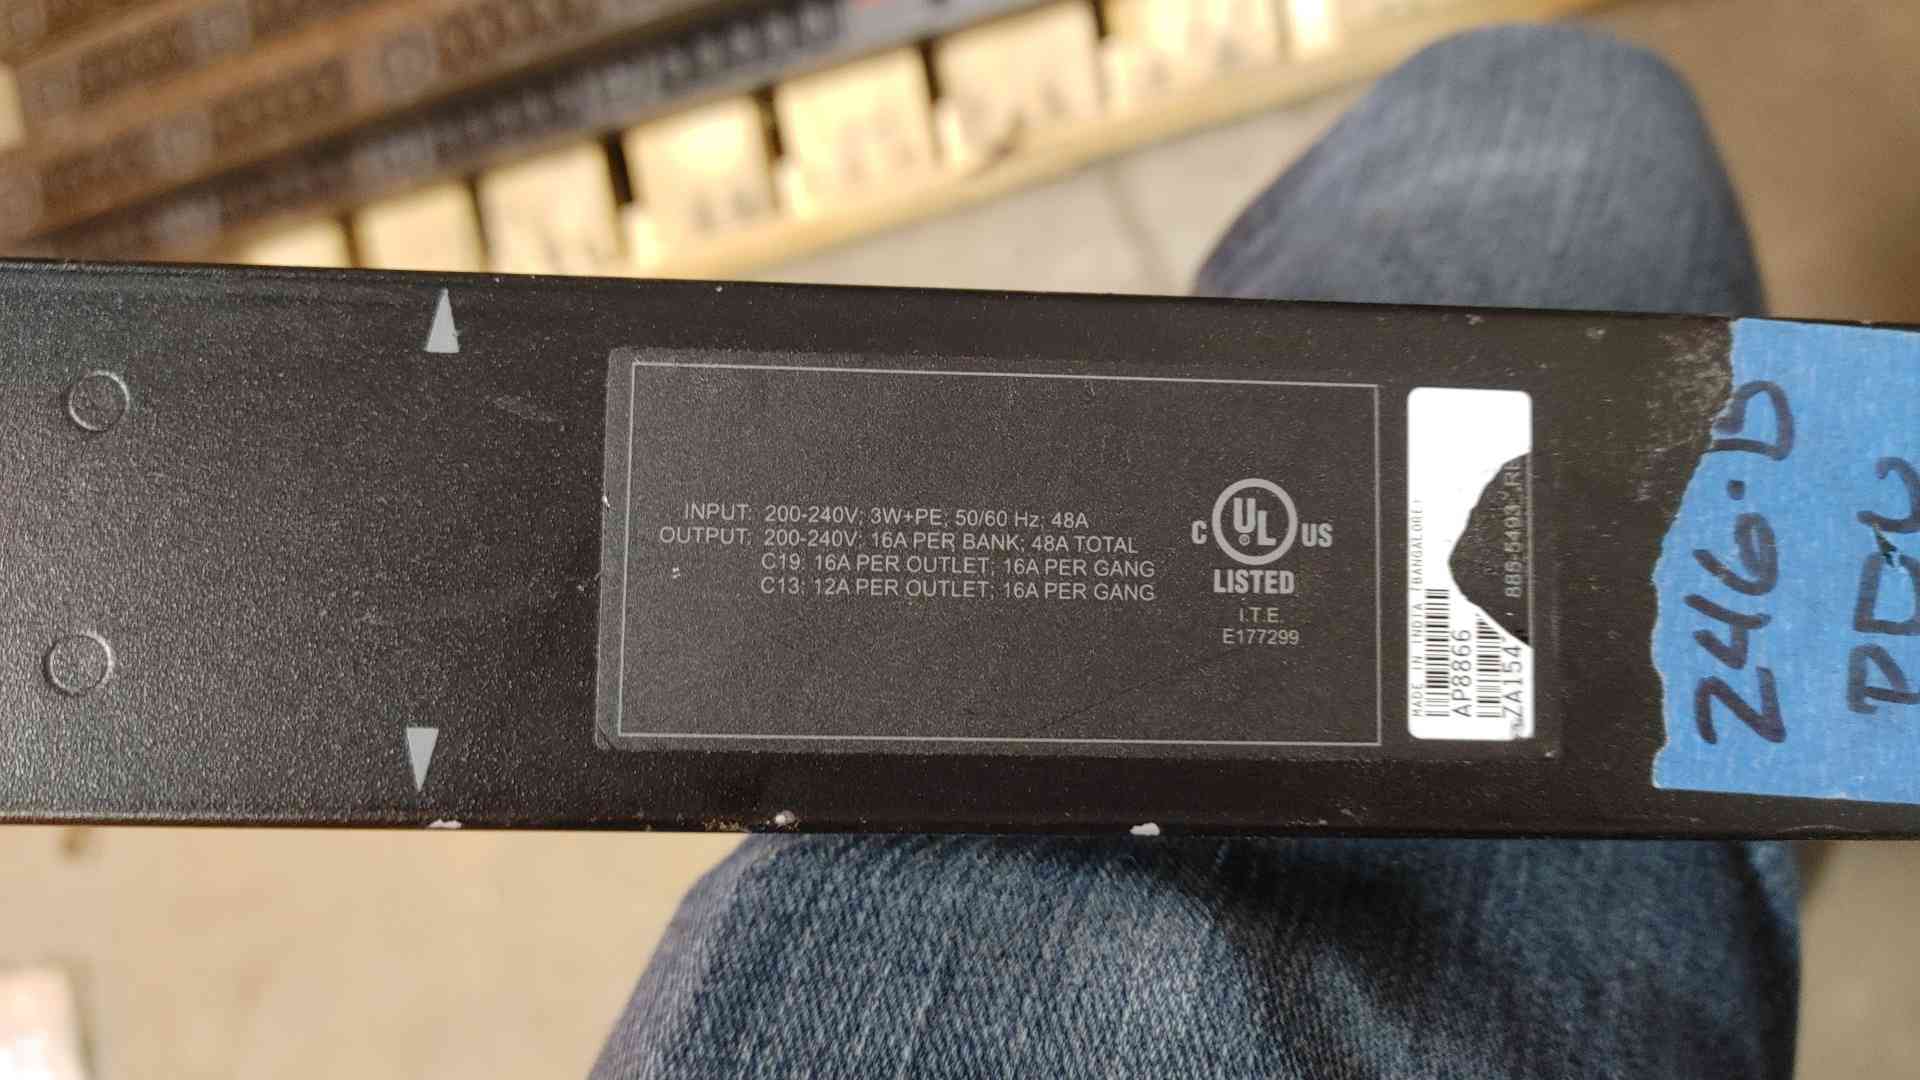 INPUT: 200-240V; 3W+PE; 50/60 Hz; 48A
OUTPUT: 200-240V; 16A PER BANK; 48A TOTAL
C19: 16A PER OUTLET; 16A PER GANG
C13: 12A PER OUTLET; 16A PER GANG
C UL US
®
LISTED
I.T.E.
E177299
MADE IN INDIA (BANGALORE)
AP8866
ZA154
885-5493
246.D
PDU